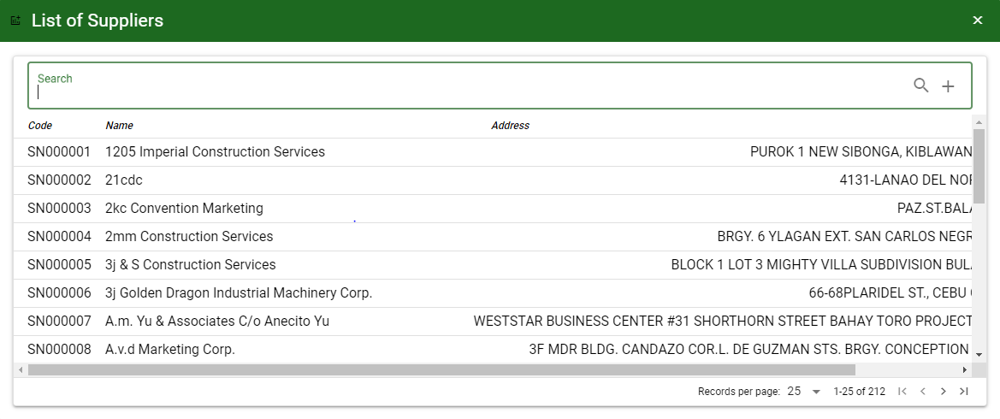 List of Suppliers
Search
Code Name Address
SN000001 1205 Imperial Construction Services PUROK 1 NEW SIBONGA, KIBLAWAN
SN000002 21cdc 4131-LANAO DEL NOR
SN000003 2kc Convention Marketing PAZ.ST.BALA
SN000004 2mm Construction Services BRGY. 6 YLAGAN EXT. SAN CARLOS NEGR
SN000005 3j & S Construction Services BLOCK 1 LOT 3 MIGHTY VILLA SUBDIVISION BULA
SN000006 3j Golden Dragon Industrial Machinery Corp. 66-68PLARIDEL ST., CEBU
SN000007 A.m. Yu & Associates C/o Anecito Yu WESTSTAR BUSINESS CENTER #31 SHORTHORN STREET BAHAY TORO PROJECT
SN000008 A.v.d Marketing Corp. 3F MDR BLDG. CANDAZO COR.L. DE GUZMAN STS. BRGY. CONCEPTION
Records per page: 25 1-25 of 212